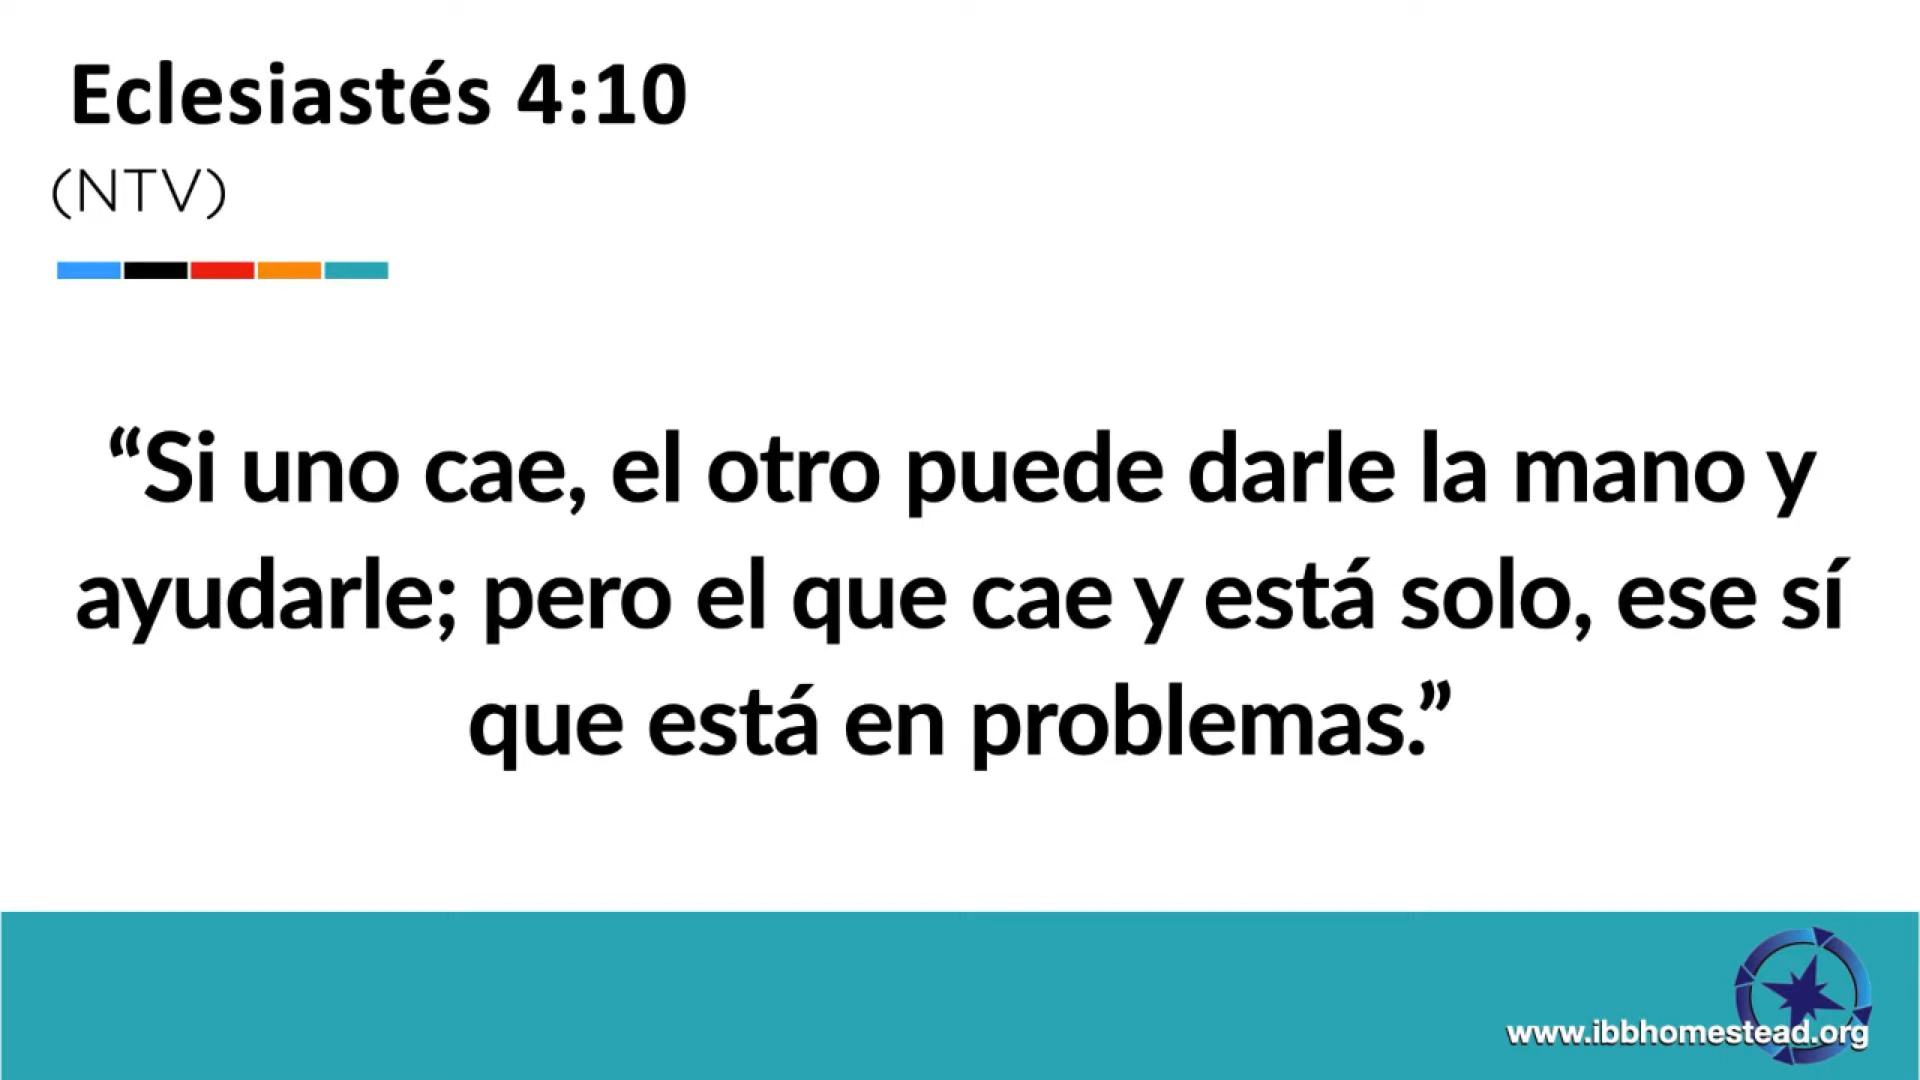 Eclesiastés 4:10
(NTV)
“Si uno cae, el otro puede darle la mano y
ayudarle; pero el que cae y está solo, ese sí
que está en problemas.”
www.ibbhomestead.org